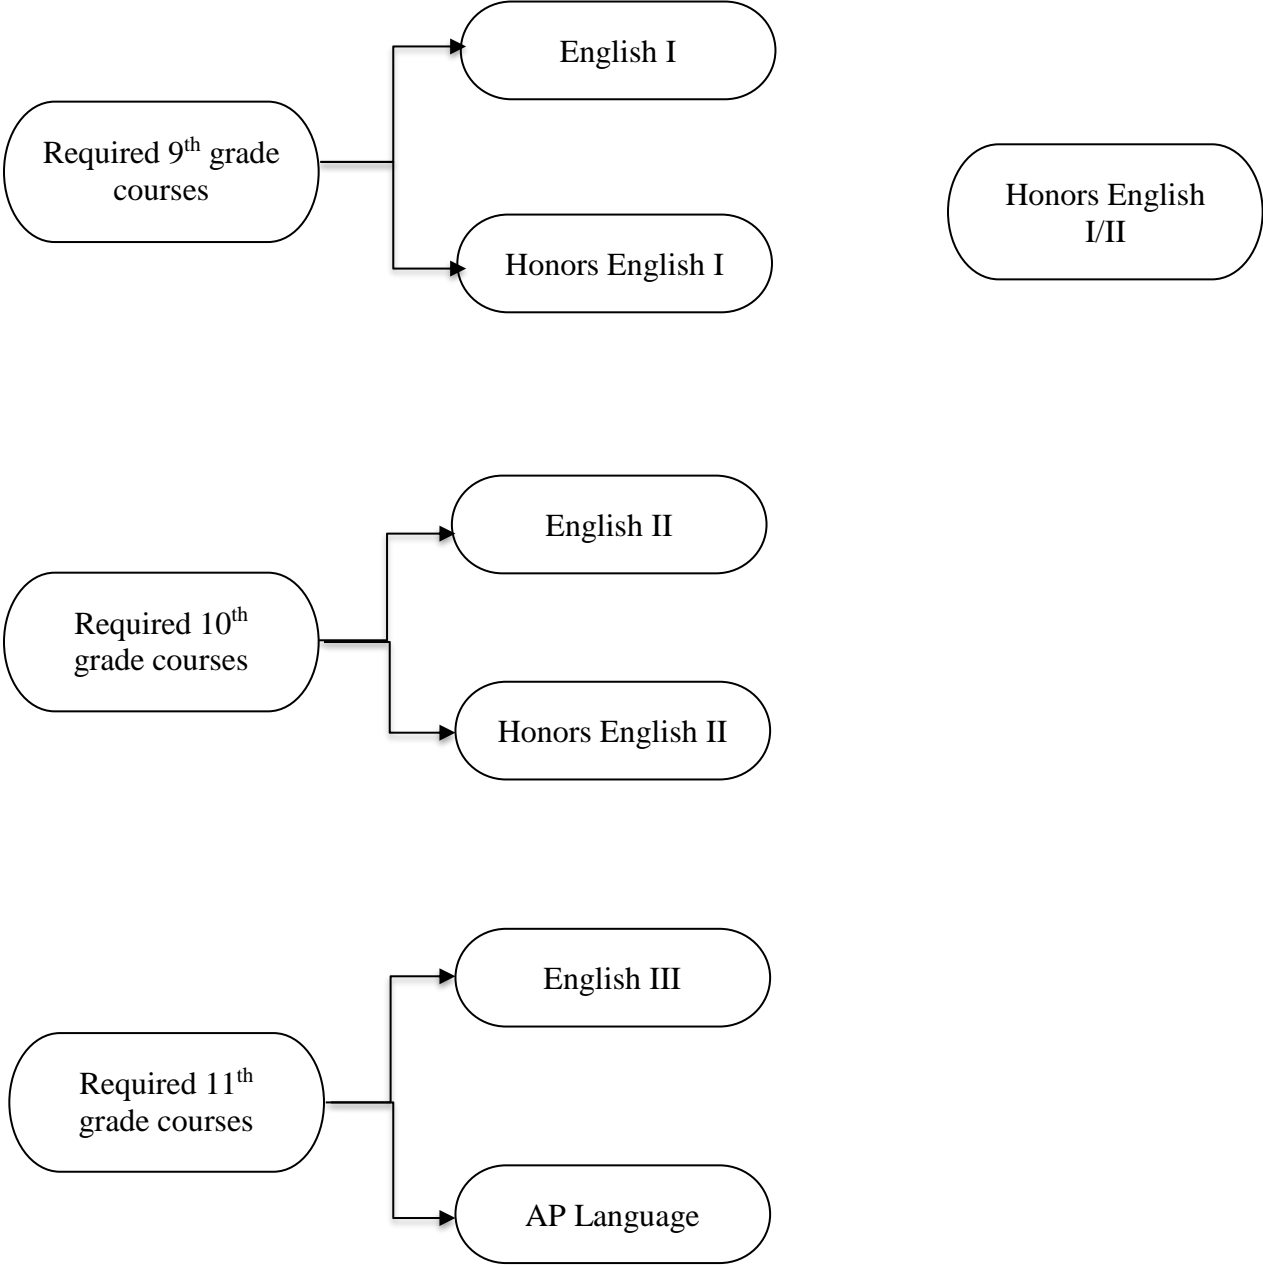 English I
Required 9th grade
courses
Honors English
I/II
Honors English I
English II
Required 10th
grade courses
Honors English II
English III
Required 11th
grade courses
AP Language